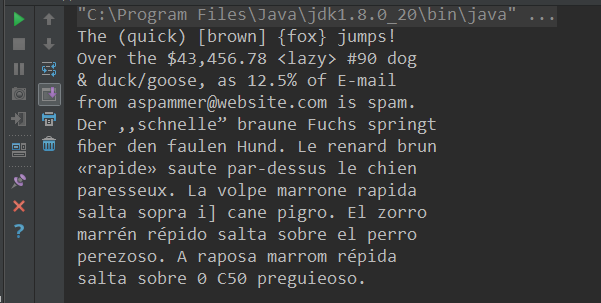 "C:\Program Files\Java\jdk1.8.0_20\bin\java" ...
The (quick) [brown] {fox} jumps!
Over the $43,456.78 <lazy> #90 dog
& duck/goose, as 12.5% of E-mail
from aspammer@website.com is spam.
Der ,,schnelle” braune Fuchs springt
fiber den faulen Hund. Le renard brun
«rapide» saute par-dessus le chien
paresseux. La volpe marrone rapida
salta sopra i] cane pigro. El zorro
marrén répido salta sobre el perro
perezoso. A raposa marrom répida
salta sobre 0 C50 preguieoso.